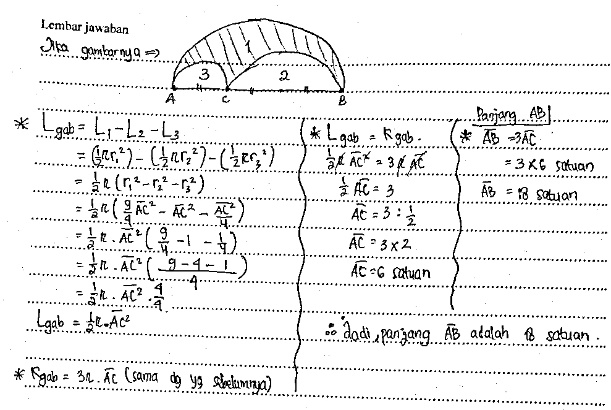 Lembar jawaban
Jika gambarnya ⇒
1
3 2
A C B
* Lgab = L₁ - L₂ - L₃
= (½πr₁²) - (½πr₂²) - (½πr₃²)
= ½π (r₁² - r₂² - r₃²)
= ½π (9/4 AC² - AC² - AC²/4)
= ½π · AC² (9/4 - 1 - 1/4)
= ½π · AC² ((9 - 4 - 1)/4)
= ½π · AC² · 4/4
Lgab = ½π · AC²
* Kgab = 3π · AC (sama dg yg sebelumnya)
* Lgab = Kgab.
½ π AC² = 3 π AC
½ AC = 3
AC = 3 : ½
AC = 3 × 2
AC = 6 satuan
Panjang AB
* AB = 3AC
= 3 × 6 satuan
AB = 18 satuan
∴ Jadi, panjang AB adalah 18 satuan.